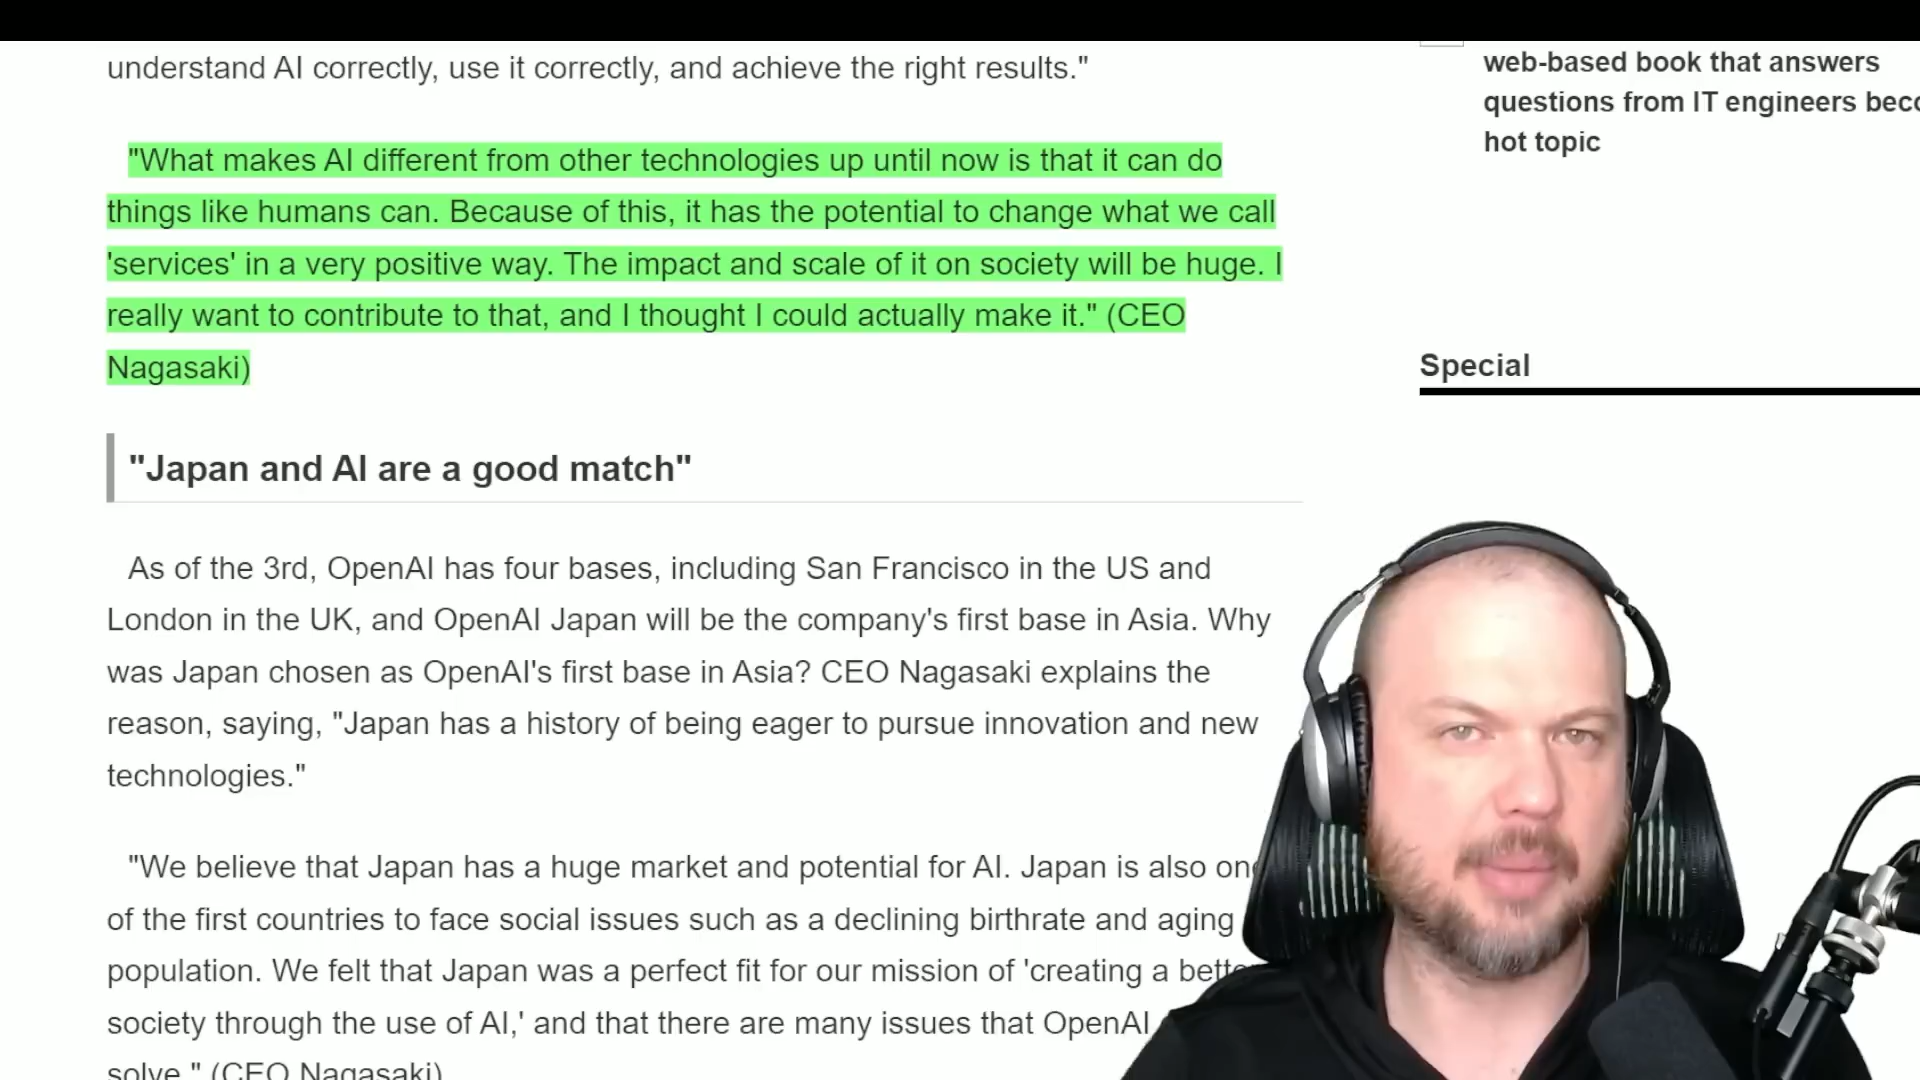 understand AI correctly, use it correctly, and achieve the right results."
"What makes AI different from other technologies up until now is that it can do
things like humans can. Because of this, it has the potential to change what we call
'services' in a very positive way. The impact and scale of it on society will be huge. I
really want to contribute to that, and I thought I could actually make it." (CEO
Nagasaki)
"Japan and AI are a good match"
As of the 3rd, OpenAI has four bases, including San Francisco in the US and
London in the UK, and OpenAI Japan will be the company's first base in Asia. Why
was Japan chosen as OpenAI's first base in Asia? CEO Nagasaki explains the
reason, saying, "Japan has a history of being eager to pursue innovation and new
technologies."
"We believe that Japan has a huge market and potential for AI. Japan is also one
of the first countries to face social issues such as a declining birthrate and aging
population. We felt that Japan was a perfect fit for our mission of 'creating a
society through the use of AI,' and that there are many issues that OpenAI
solve." (CEO Nagasaki)
web-based book that answers
questions from IT engineers
hot topic
Special